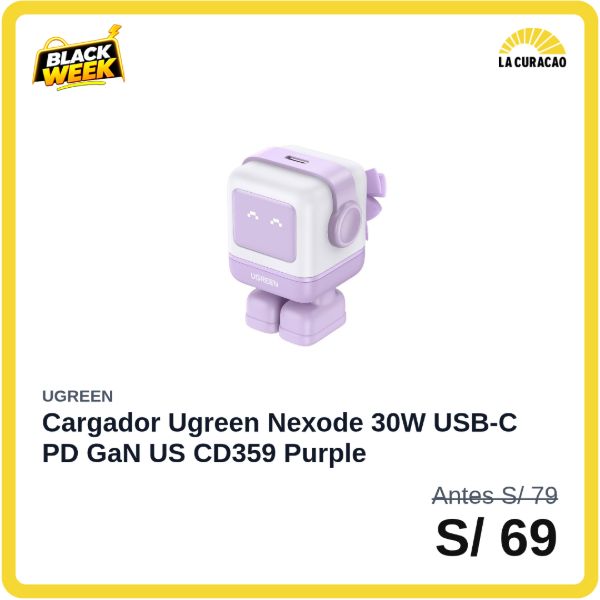 BLACK
WEEK
LA CURACAO
UGREEN
UGREEN
Cargador Ugreen Nexode 30W USB-C
PD GaN US CD359 Purple
Antes S/ 79
S/ 69